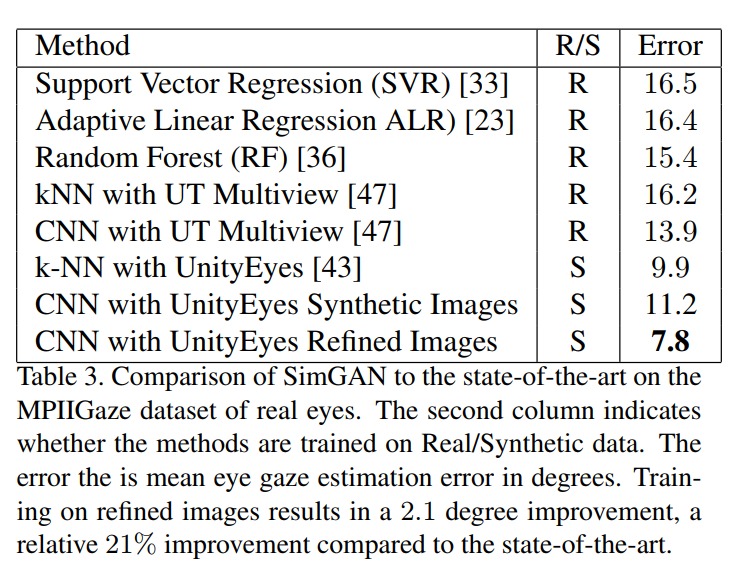 Method R/S Error
Support Vector Regression (SVR) [33] R 16.5
Adaptive Linear Regression ALR) [23] R 16.4
Random Forest (RF) [36] R 15.4
kNN with UT Multiview [47] R 16.2
CNN with UT Multiview [47] R 13.9
k-NN with UnityEyes [43] S 9.9
CNN with UnityEyes Synthetic Images S 11.2
CNN with UnityEyes Refined Images S 7.8
Table 3. Comparison of SimGAN to the state-of-the-art on the
MPIIGaze dataset of real eyes. The second column indicates
whether the methods are trained on Real/Synthetic data. The
error the is mean eye gaze estimation error in degrees. Train-
ing on refined images results in a 2.1 degree improvement, a
relative 21% improvement compared to the state-of-the-art.